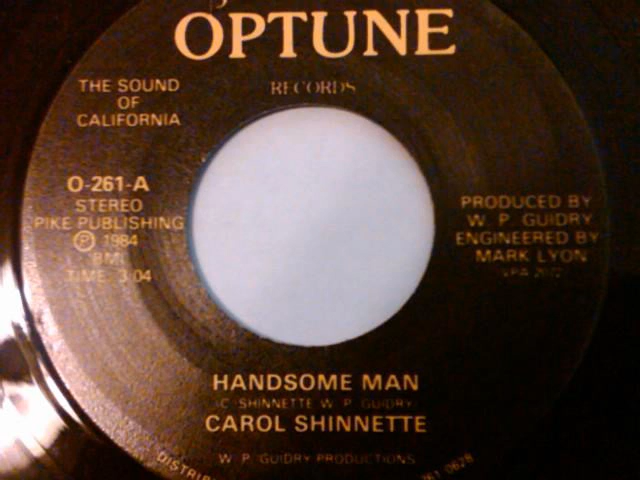 OPTUNE
RECORDS
THE SOUND
OF
CALIFORNIA
O-261-A
STEREO
PIKE PUBLISHING
Ⓟ 1984
BMI
TIME: 3:04
PRODUCED BY
W. P. GUIDRY
ENGINEERED BY
MARK LYON
HANDSOME MAN
(C. SHINNETTE W. P. GUIDRY)
CAROL SHINNETTE
W. P. GUIDRY PRODUCTIONS